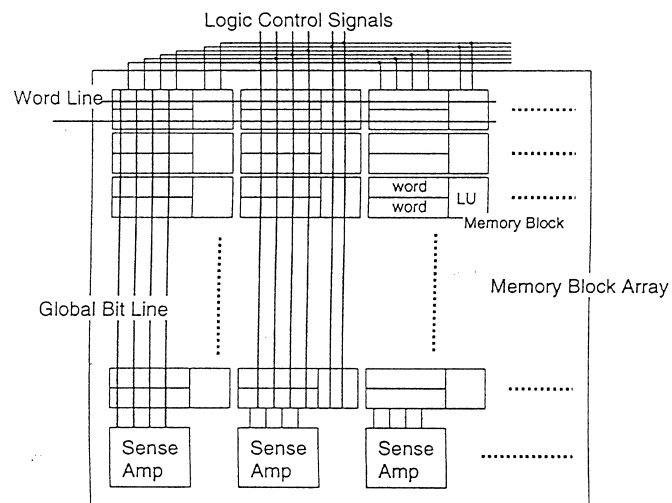 Logic Control Signals
Word Line
word
LU
word
Memory Block
Memory Block Array
Global Bit Line
Sense
Amp
Sense
Amp
Sense
Amp